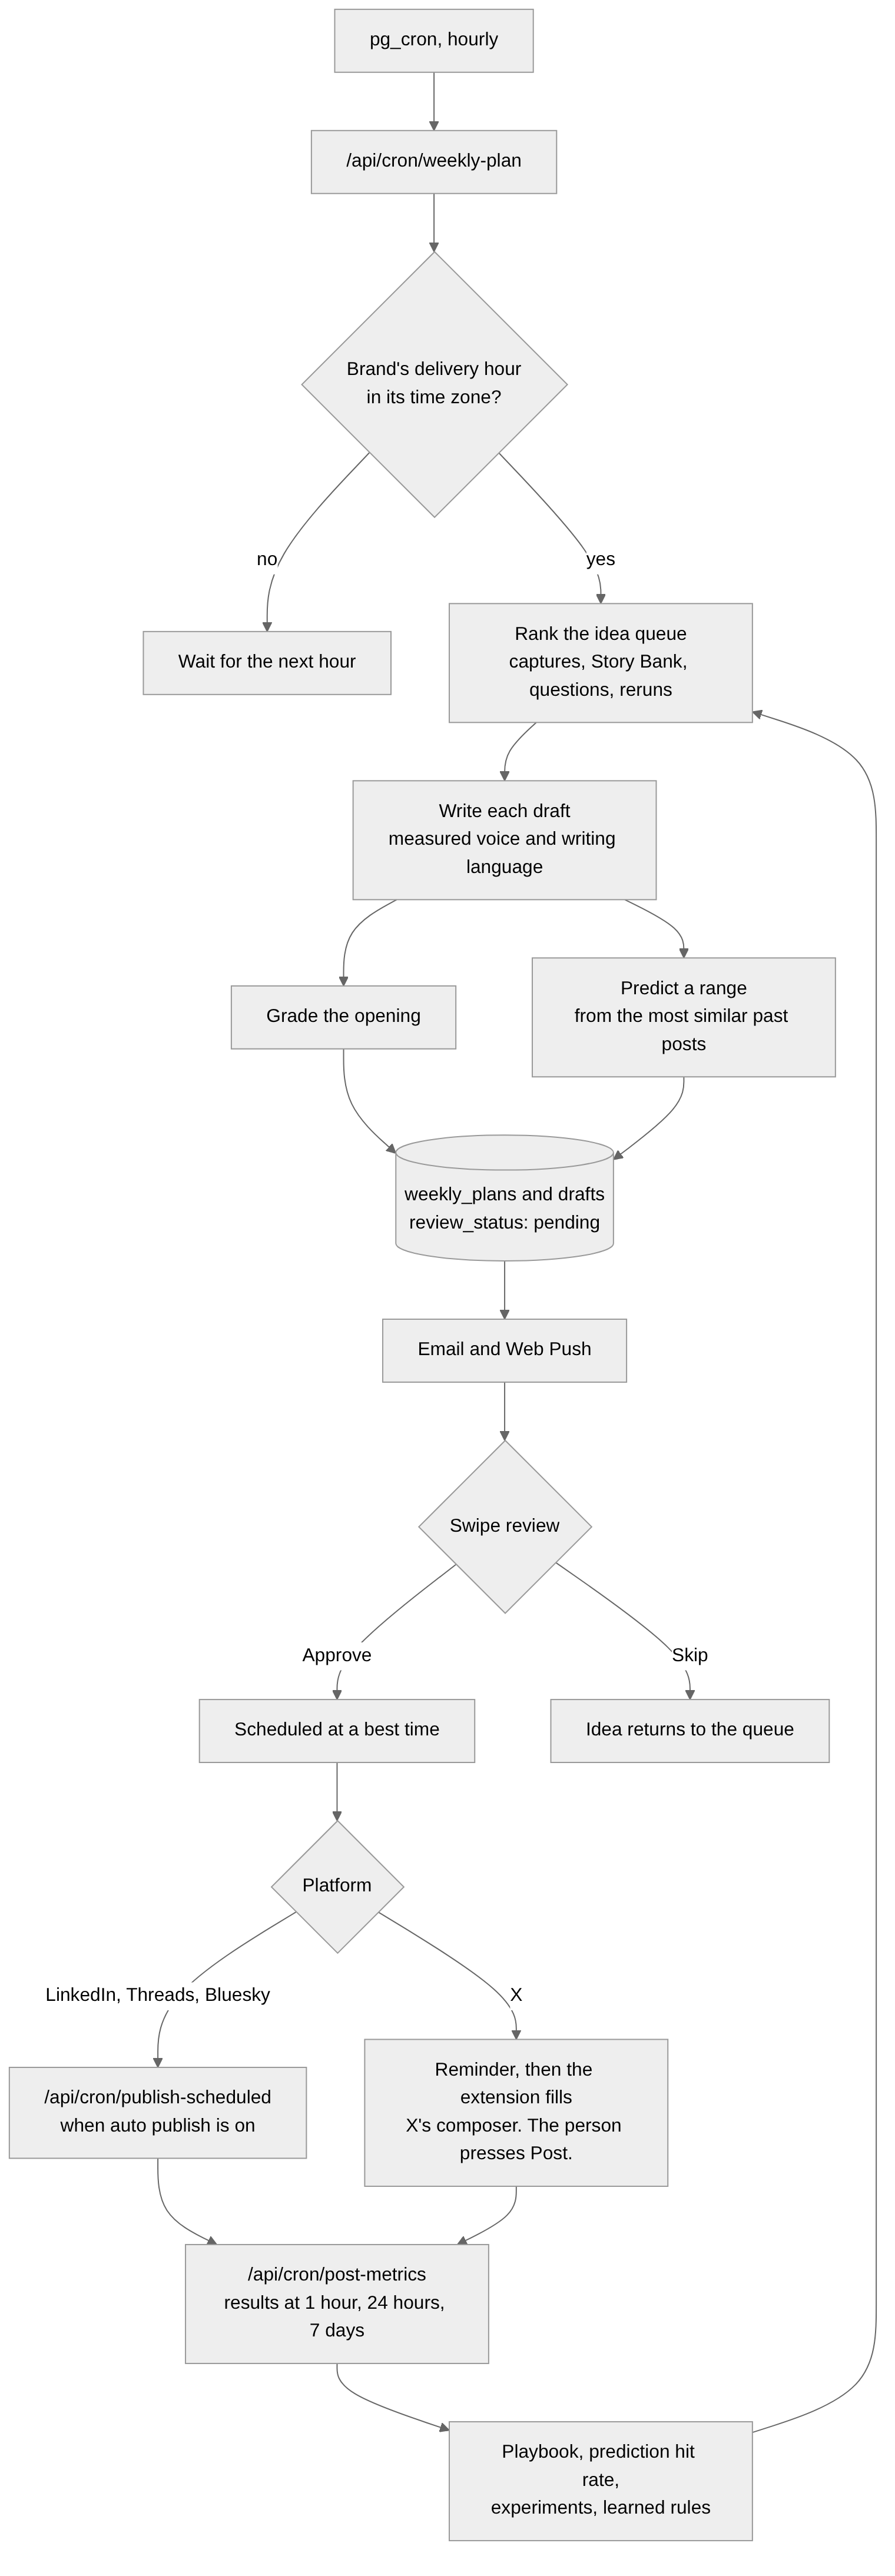 pg_cron, hourly
/api/cron/weekly-plan
Brand's delivery hour
in its time zone?
no
yes
Wait for the next hour
Rank the idea queue
captures, Story Bank,
questions, reruns
Write each draft
measured voice and writing
language
Grade the opening
Predict a range
from the most similar past
posts
weekly_plans and drafts
review_status: pending
Email and Web Push
Swipe review
Approve
Skip
Scheduled at a best time
Idea returns to the queue
Platform
LinkedIn, Threads, Bluesky
X
/api/cron/publish-scheduled
when auto publish is on
Reminder, then the
extension fills
X's composer. The person
presses Post.
/api/cron/post-metrics
results at 1 hour, 24 hours,
7 days
Playbook, prediction hit
rate,
experiments, learned rules